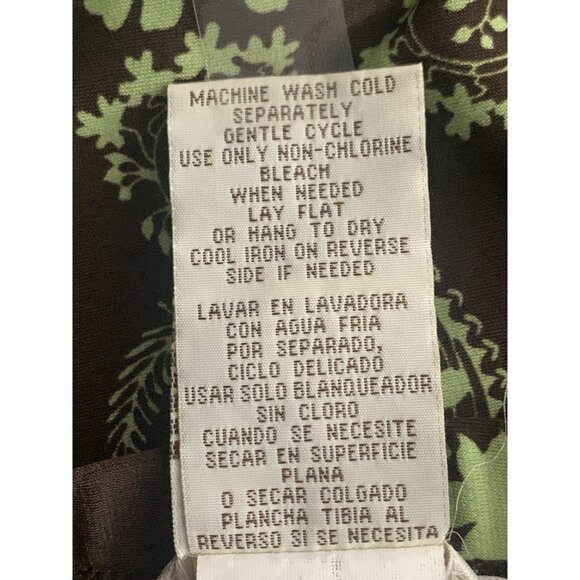 MACHINE WASH COLD
SEPARATELY
GENTLE CYCLE
USE ONLY NON-CHLORINE
BLEACH
WHEN NEEDED
LAY FLAT
OR HANG TO DRY
COOL IRON ON REVERSE
SIDE IF NEEDED
LAVAR EN LAVADORA
CON AGUA FRIA
POR SEPARADO,
CICLO DELICADO
USAR SOLO BLANQUEADOR
SIN CLORO
CUANDO SE NECESITE
SECAR EN SUPERFICIE
PLANA
O SECAR COLGADO
PLANCHA TIBIA AL
REVERSO SI SE NECESITA